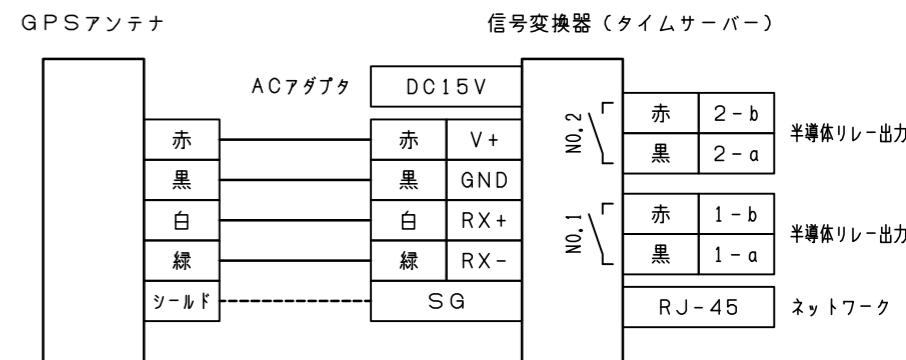 GPSアンテナ
信号変換器(タイムサーバー)
ACアダプタ
DC15V
赤
赤
V+
黒
黒
GND
白
白
RX+
緑
緑
RX-
シールド
SG
NO.2
赤
2-b
黒
2-a
半導体リレー出力
NO.1
赤
1-b
黒
1-a
半導体リレー出力
RJ-45
ネットワーク